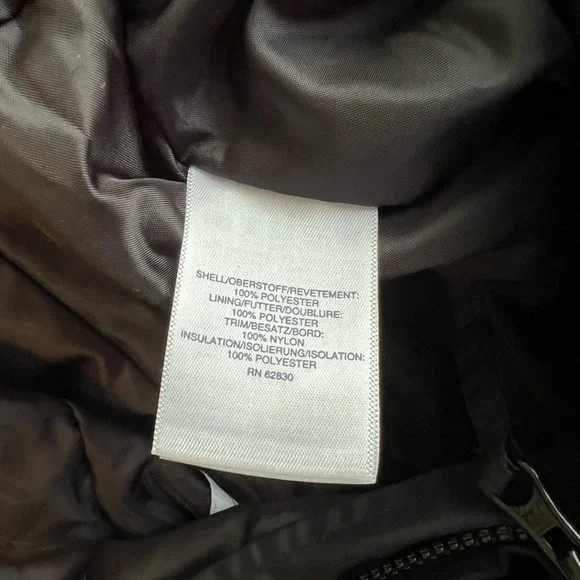 SHELL/OBERSTOFF/REVETEMENT:
100% POLYESTER
LINING/FUTTER/DOUBLURE:
100% POLYESTER
TRIM/BESATZ/BORD:
100% NYLON
INSULATION/ISOLIERUNG/ISOLATION:
100% POLYESTER
RN 62830